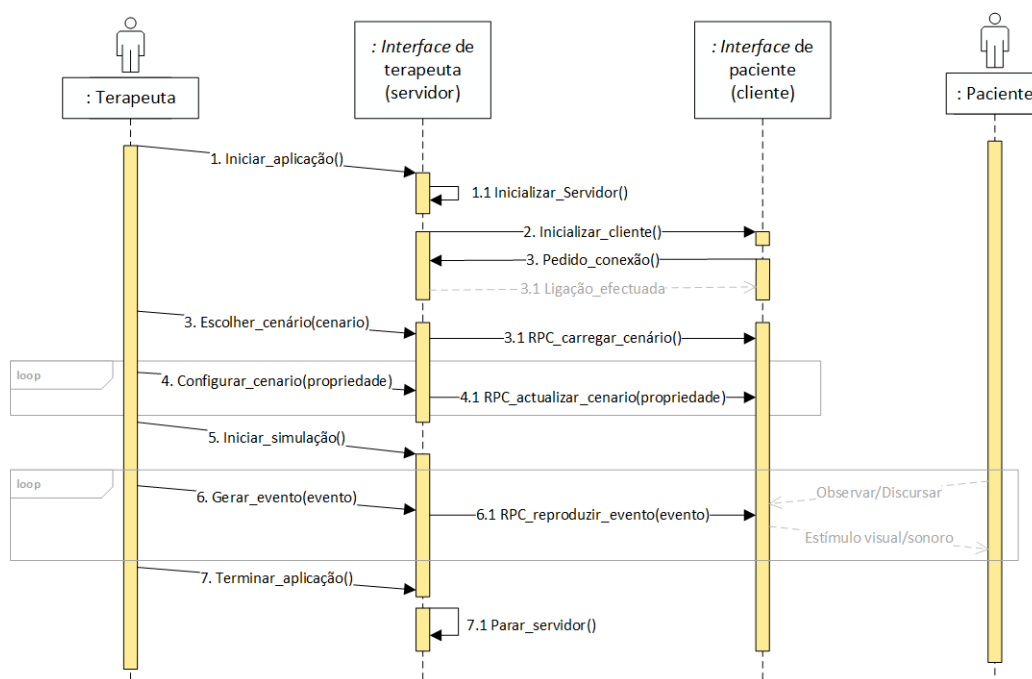 : Terapeuta
: Interface de
terapeuta
(servidor)
: Interface de
paciente
(cliente)
: Paciente
1. Iniciar_aplicação()
1.1 Inicializar_Servidor()
2. Inicializar_cliente()
3. Pedido_conexão()
3.1 Ligação_efectuada
3. Escolher_cenário(cenario)
3.1 RPC_carregar_cenário()
loop
4. Configurar_cenario(propriedade)
4.1 RPC_actualizar_cenario(propriedade)
5. Iniciar_simulação()
loop
6. Gerar_evento(evento)
Observar/Discursar
6.1 RPC_reproduzir_evento(evento)
Estímulo visual/sonoro
7. Terminar_aplicação()
7.1 Parar_servidor()